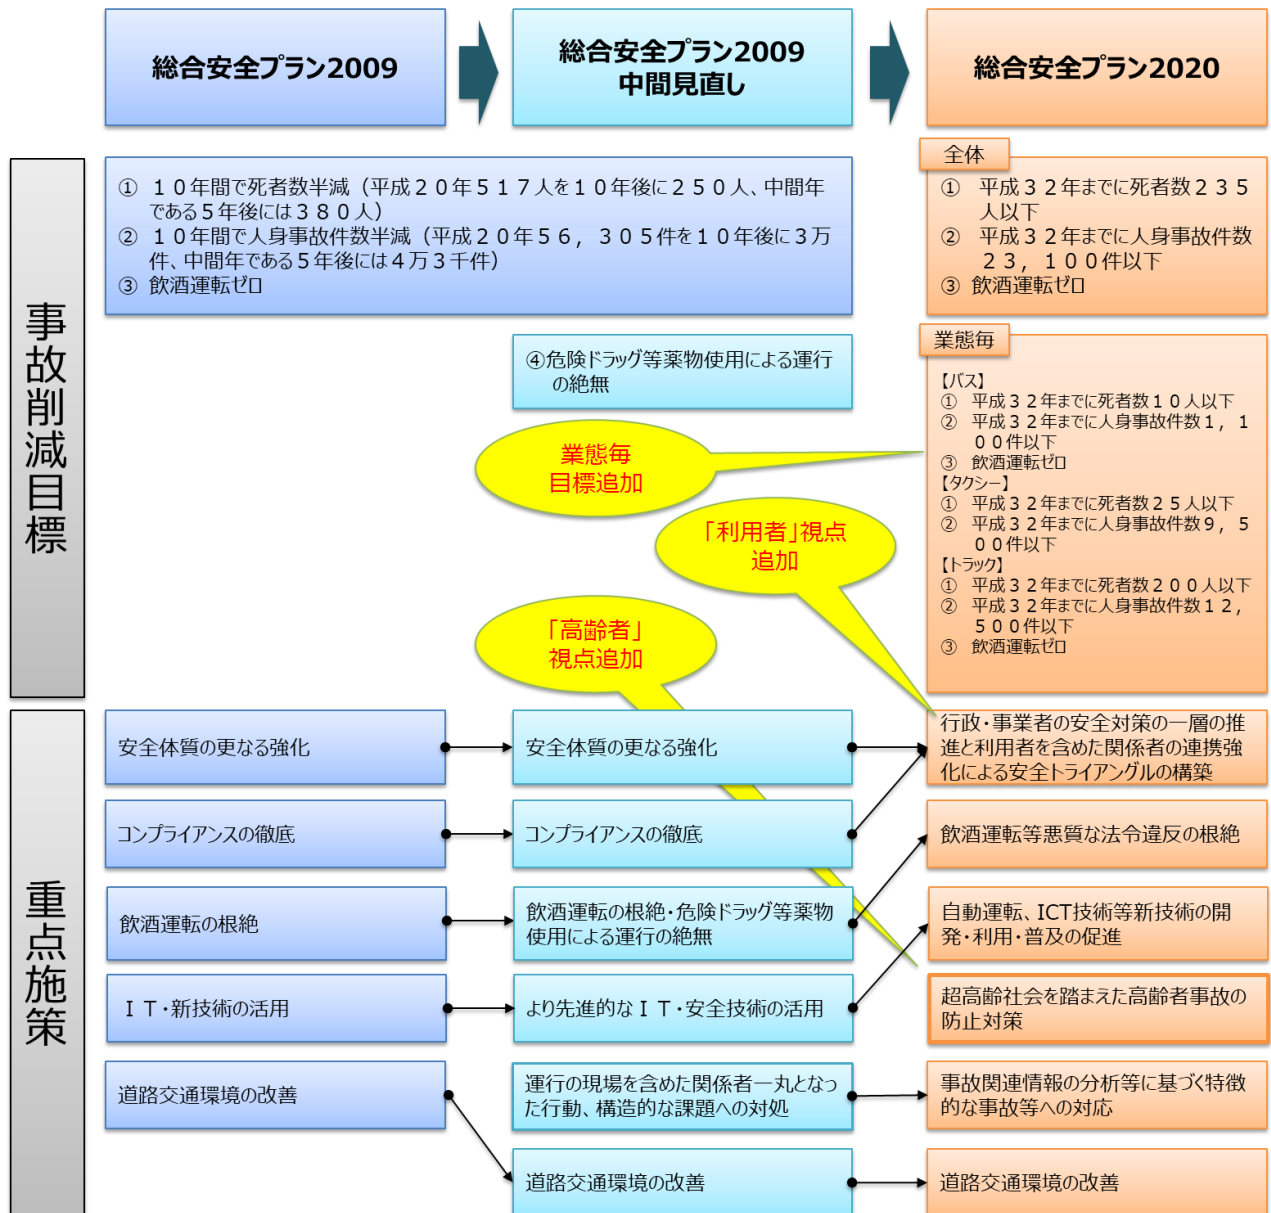 総合安全プラン2009
総合安全プラン2009
中間見直し
総合安全プラン2020
事故削減目標
① １０年間で死者数半減（平成２０年５１７人を１０年後に２５０人、中間年
である５年後には３８０人）
② １０年間で人身事故件数半減（平成２０年５６，３０５件を１０年後に３万
件、中間年である５年後には４万３千件）
③ 飲酒運転ゼロ
全体
① 平成３２年までに死者数２３５
人以下
② 平成３２年までに人身事故件数
２３，１００件以下
③ 飲酒運転ゼロ
④危険ドラッグ等薬物使用による運行
の絶無
業態毎
目標追加
「利用者」視点
追加
「高齢者」
視点追加
業態毎
【バス】
① 平成３２年までに死者数１０人以下
② 平成３２年までに人身事故件数１，１
００件以下
③ 飲酒運転ゼロ
【タクシー】
① 平成３２年までに死者数２５人以下
② 平成３２年までに人身事故件数９，５
００件以下
【トラック】
① 平成３２年までに死者数２００人以下
② 平成３２年までに人身事故件数１２，
５００件以下
③ 飲酒運転ゼロ
重点施策
安全体質の更なる強化
安全体質の更なる強化
行政・事業者の安全対策の一層の推
進と利用者を含めた関係者の連携強
化による安全トライアングルの構築
コンプライアンスの徹底
コンプライアンスの徹底
飲酒運転等悪質な法令違反の根絶
飲酒運転の根絶
飲酒運転の根絶・危険ドラッグ等薬物
使用による運行の絶無
自動運転、ICT技術等新技術の開
発・利用・普及の促進
ＩＴ・新技術の活用
より先進的なＩＴ・安全技術の活用
超高齢社会を踏まえた高齢者事故の
防止対策
道路交通環境の改善
運行の現場を含めた関係者一丸となっ
た行動、構造的な課題への対処
事故関連情報の分析等に基づく特徴
的な事故等への対応
道路交通環境の改善
道路交通環境の改善